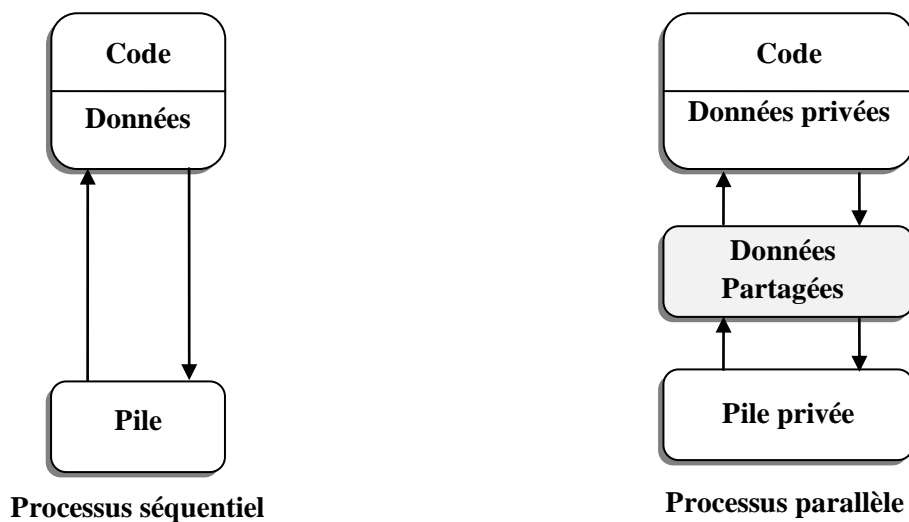 Code
Données
Pile
Processus séquentiel
Code
Données privées
Données
Partagées
Pile privée
Processus parallèle